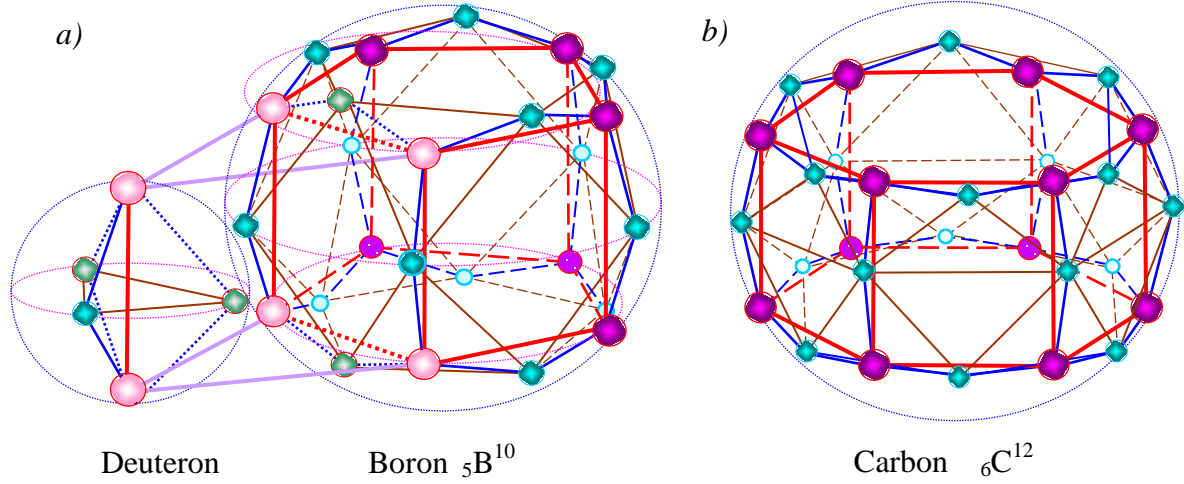 a)
b)
Deuteron
Boron ₅B¹⁰
Carbon ₆C¹²